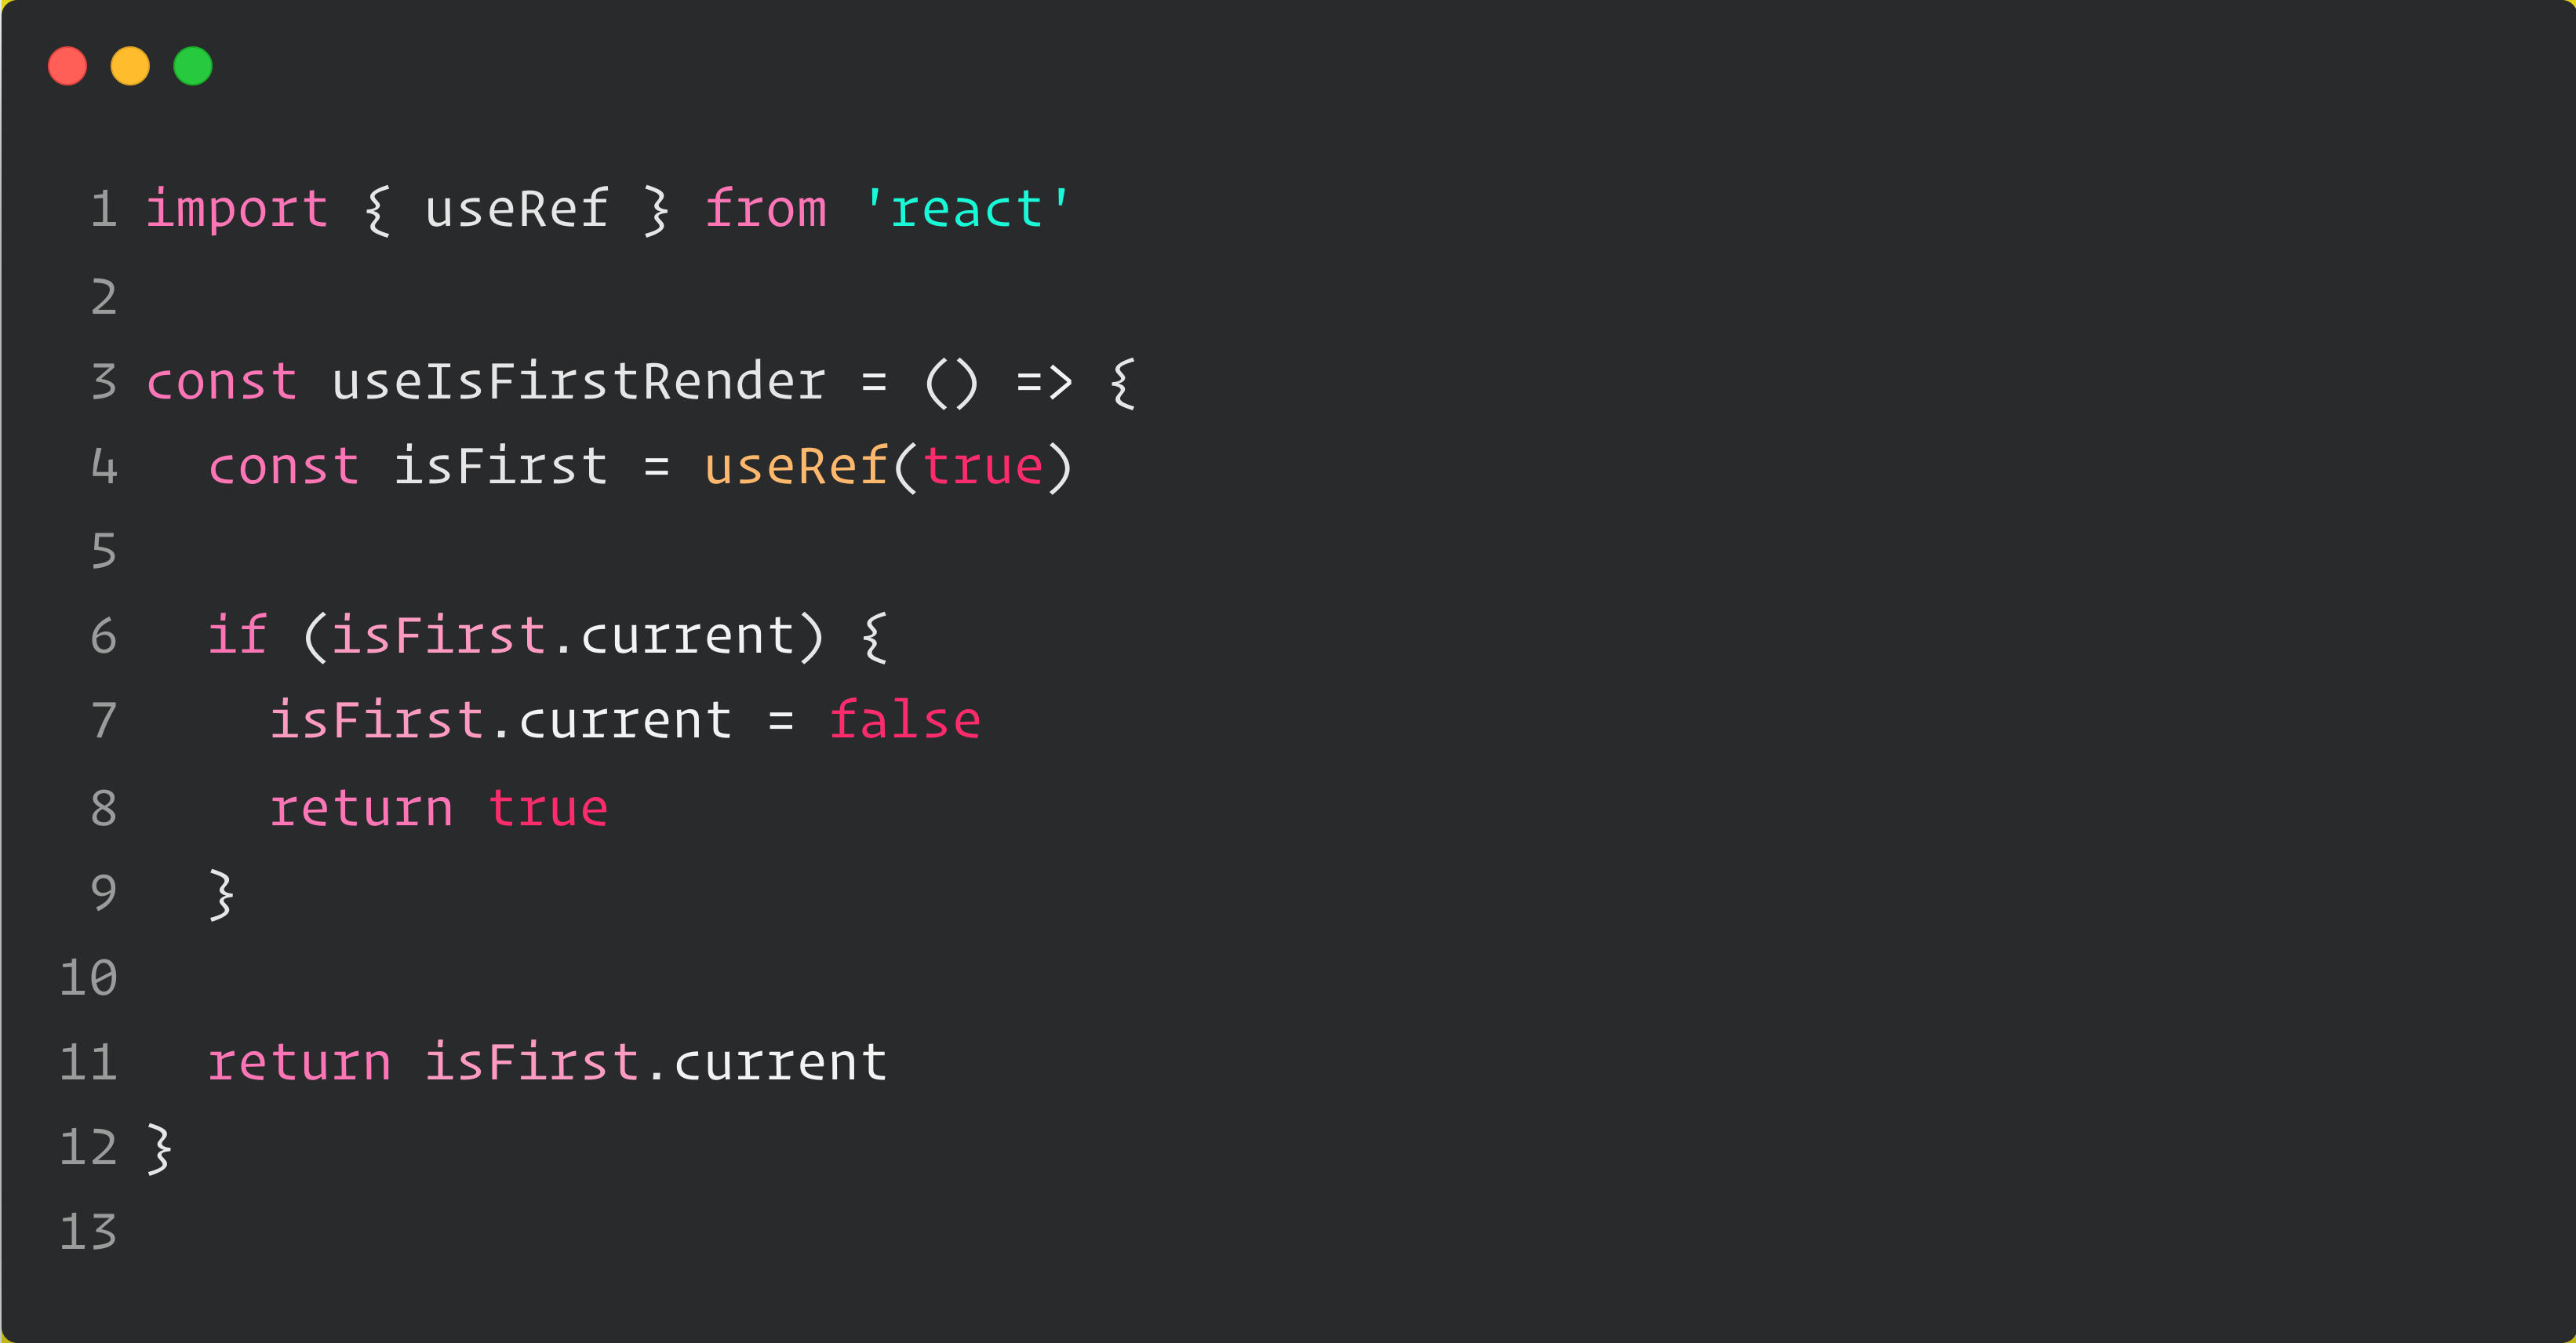 1 import { useRef } from 'react'
2
3 const useIsFirstRender = () => {
4   const isFirst = useRef(true)
5
6   if (isFirst.current) {
7     isFirst.current = false
8     return true
9   }
10
11   return isFirst.current
12 }
13